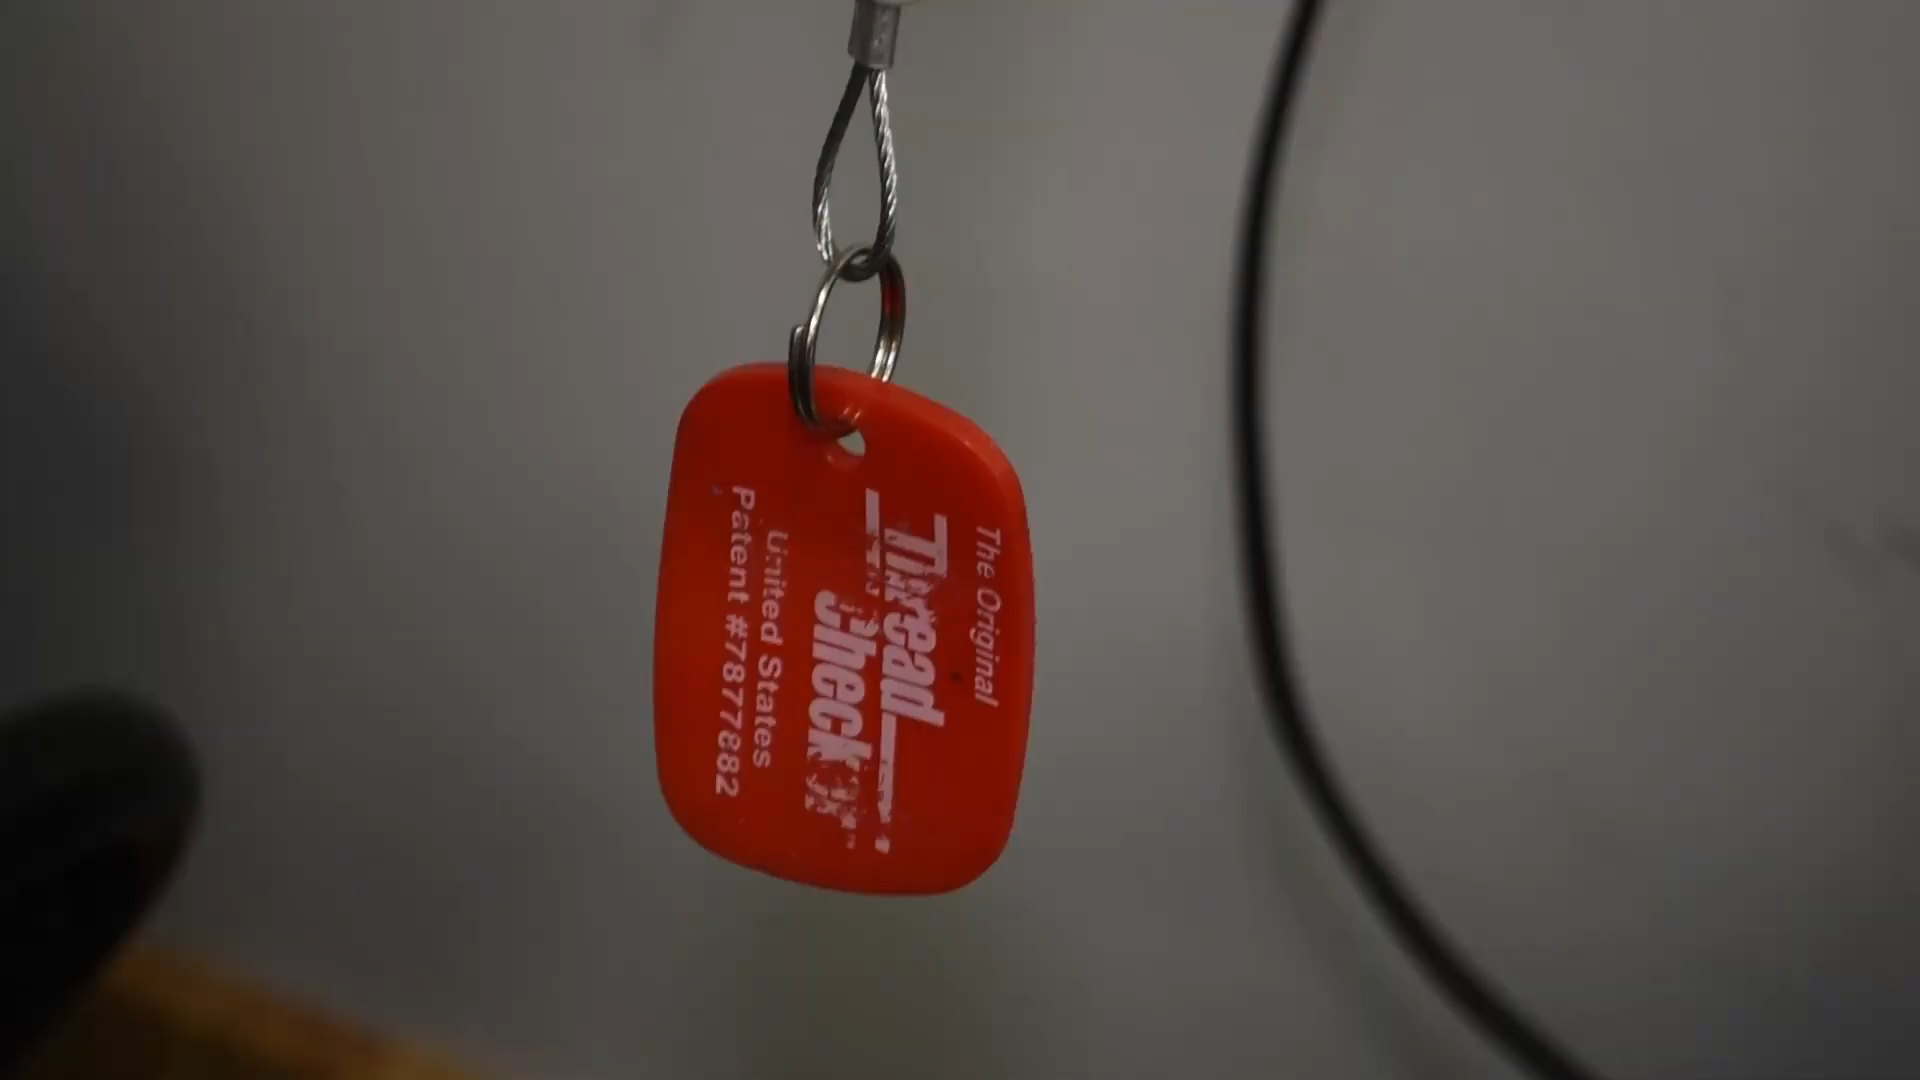 The Original
Thread
Check
United States
Patent #7877882